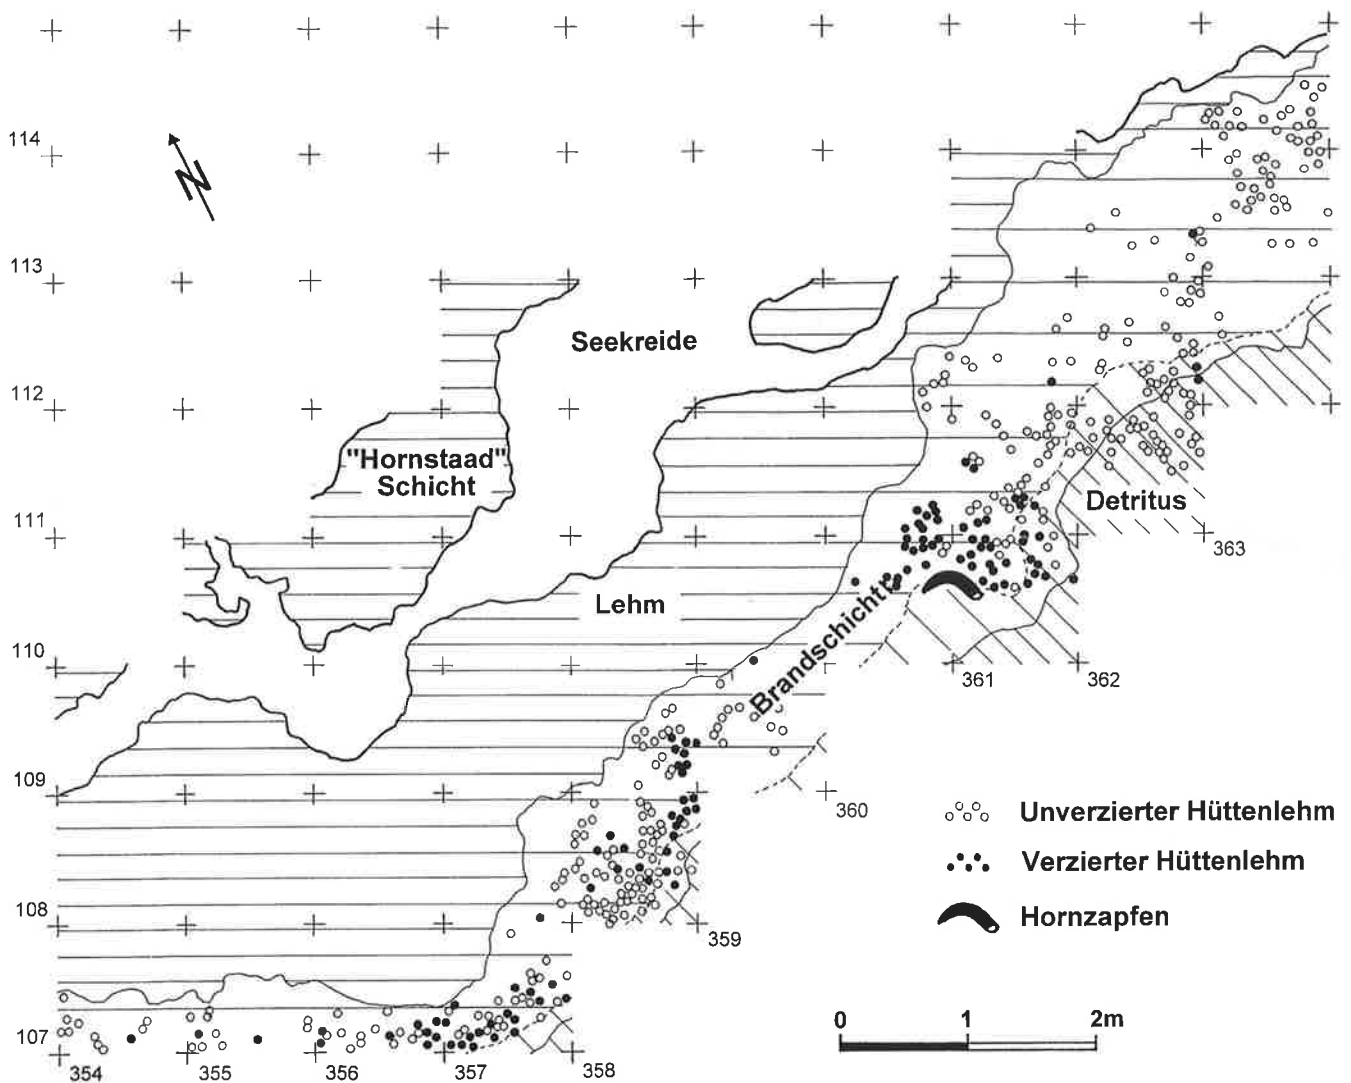 114
113
Seekreide
112
"Hornstaad"
Schicht
111
Detritus
363
Lehm
110
Brandschicht
361
362
109
360
Unverzierter Hüttenlehm
Verzierter Hüttenlehm
108
Hornzapfen
359
0 1 2m
107
354
355
356
357
358